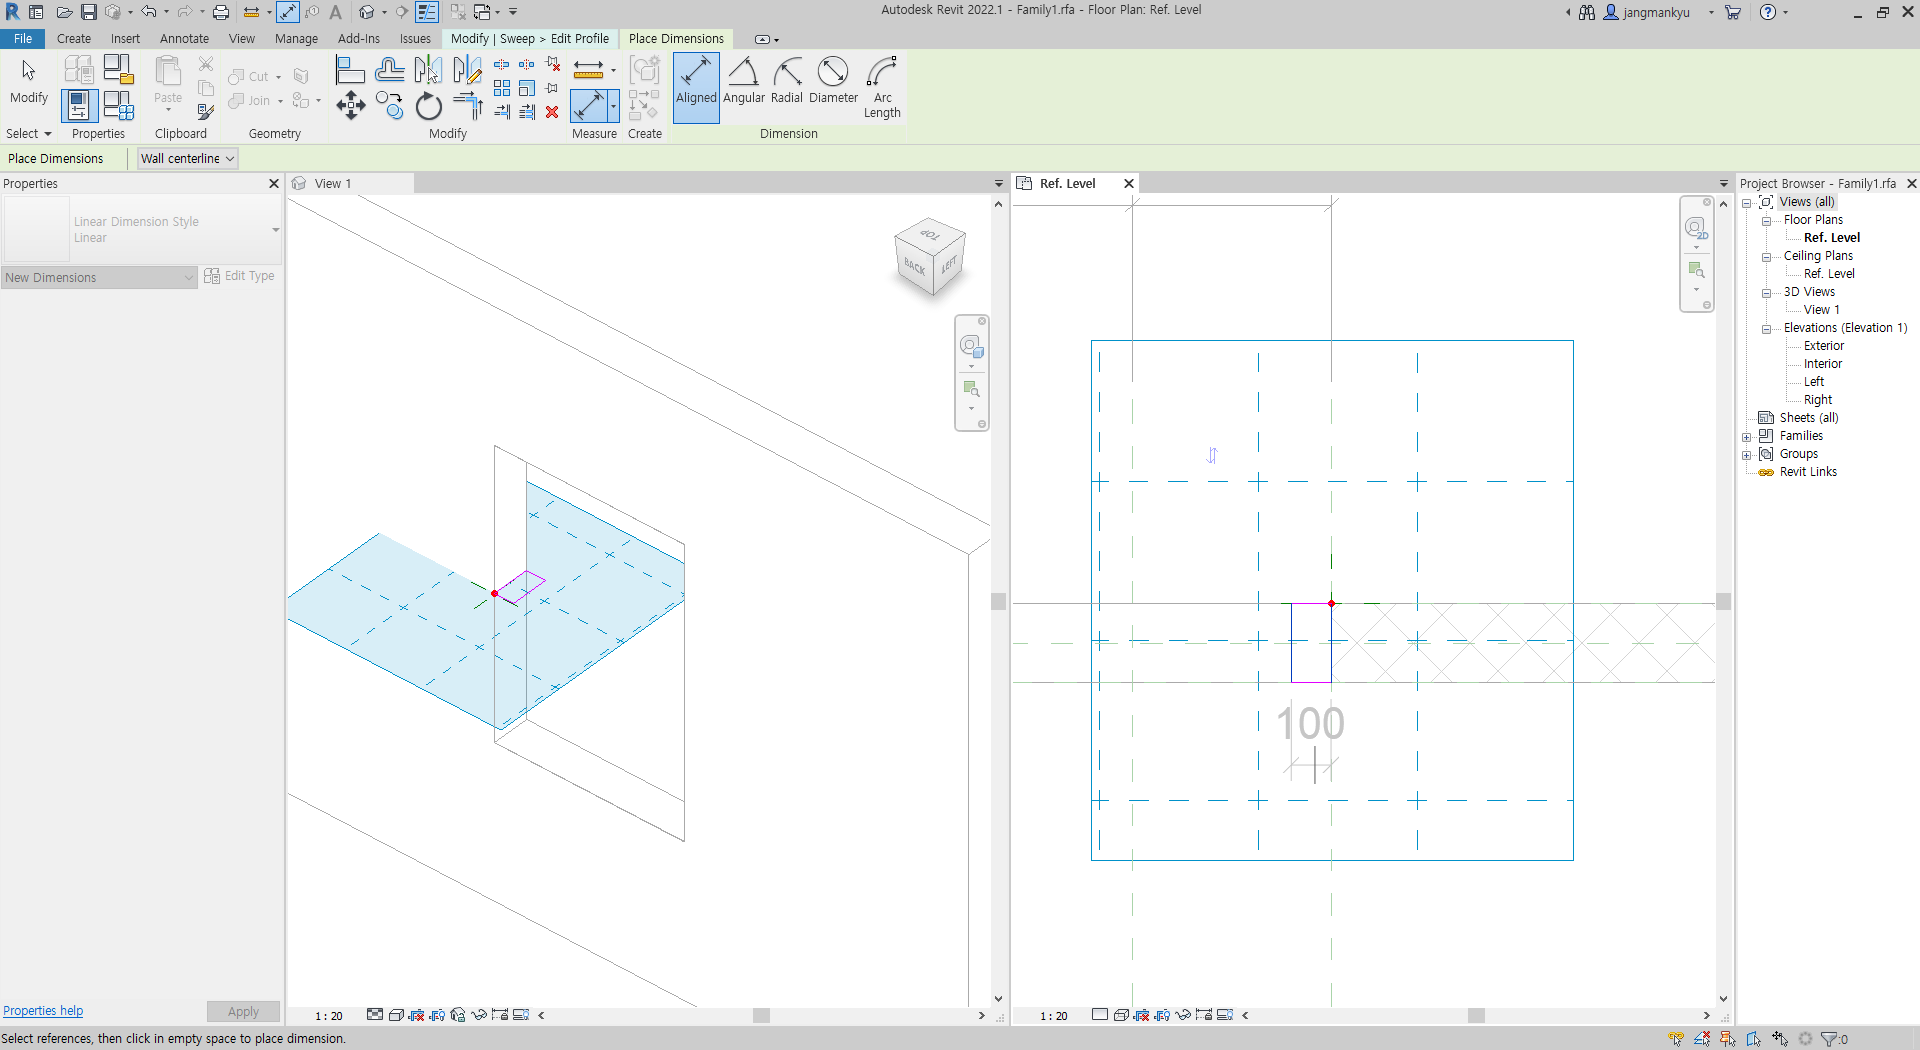 Autodesk Revit 2022.1 - Family1.rfa - Floor Plan: Ref. Level
jangmankyu
File Create Insert Annotate View Manage Add-Ins Issues Modify | Sweep > Edit Profile Place Dimensions
Modify
Paste
Cut
Join
Aligned Angular Radial Diameter Arc Length
Select Properties Clipboard Geometry Modify Measure Create Dimension
Place Dimensions Wall centerline
Properties
Linear Dimension Style
Linear
New Dimensions Edit Type
Properties help Apply
View 1
TOP
BACK LEFT
1 : 20
Ref. Level
2D
100
1 : 20
Project Browser - Family1.rfa
Views (all)
Floor Plans
Ref. Level
Ceiling Plans
Ref. Level
3D Views
View 1
Elevations (Elevation 1)
Exterior
Interior
Left
Right
Sheets (all)
Families
Groups
Revit Links
Select references, then click in empty space to place dimension.
:0